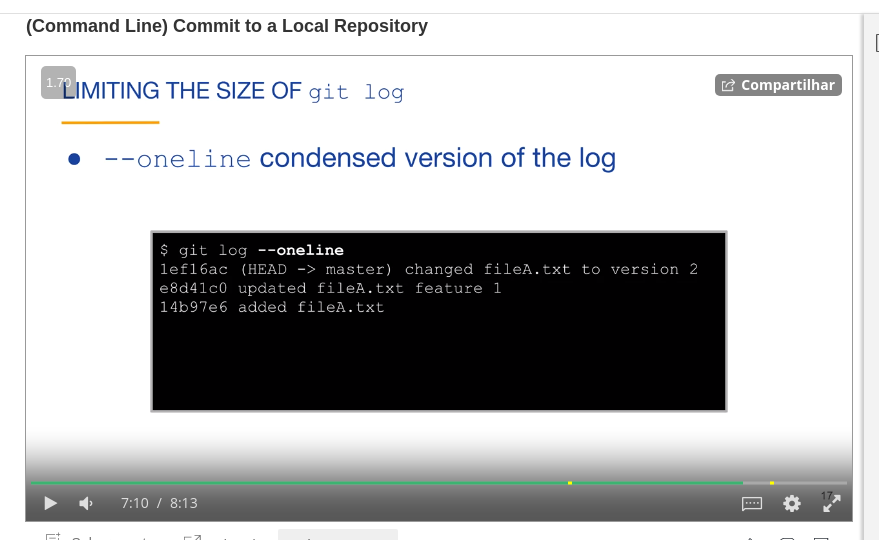 (Command Line) Commit to a Local Repository
1.70
LIMITING THE SIZE OF git log
Compartilhar
● --oneline condensed version of the log
$ git log --oneline
1ef16ac (HEAD -> master) changed fileA.txt to version 2
e8d41c0 updated fileA.txt feature 1
14b97e6 added fileA.txt
7:10 / 8:13
17